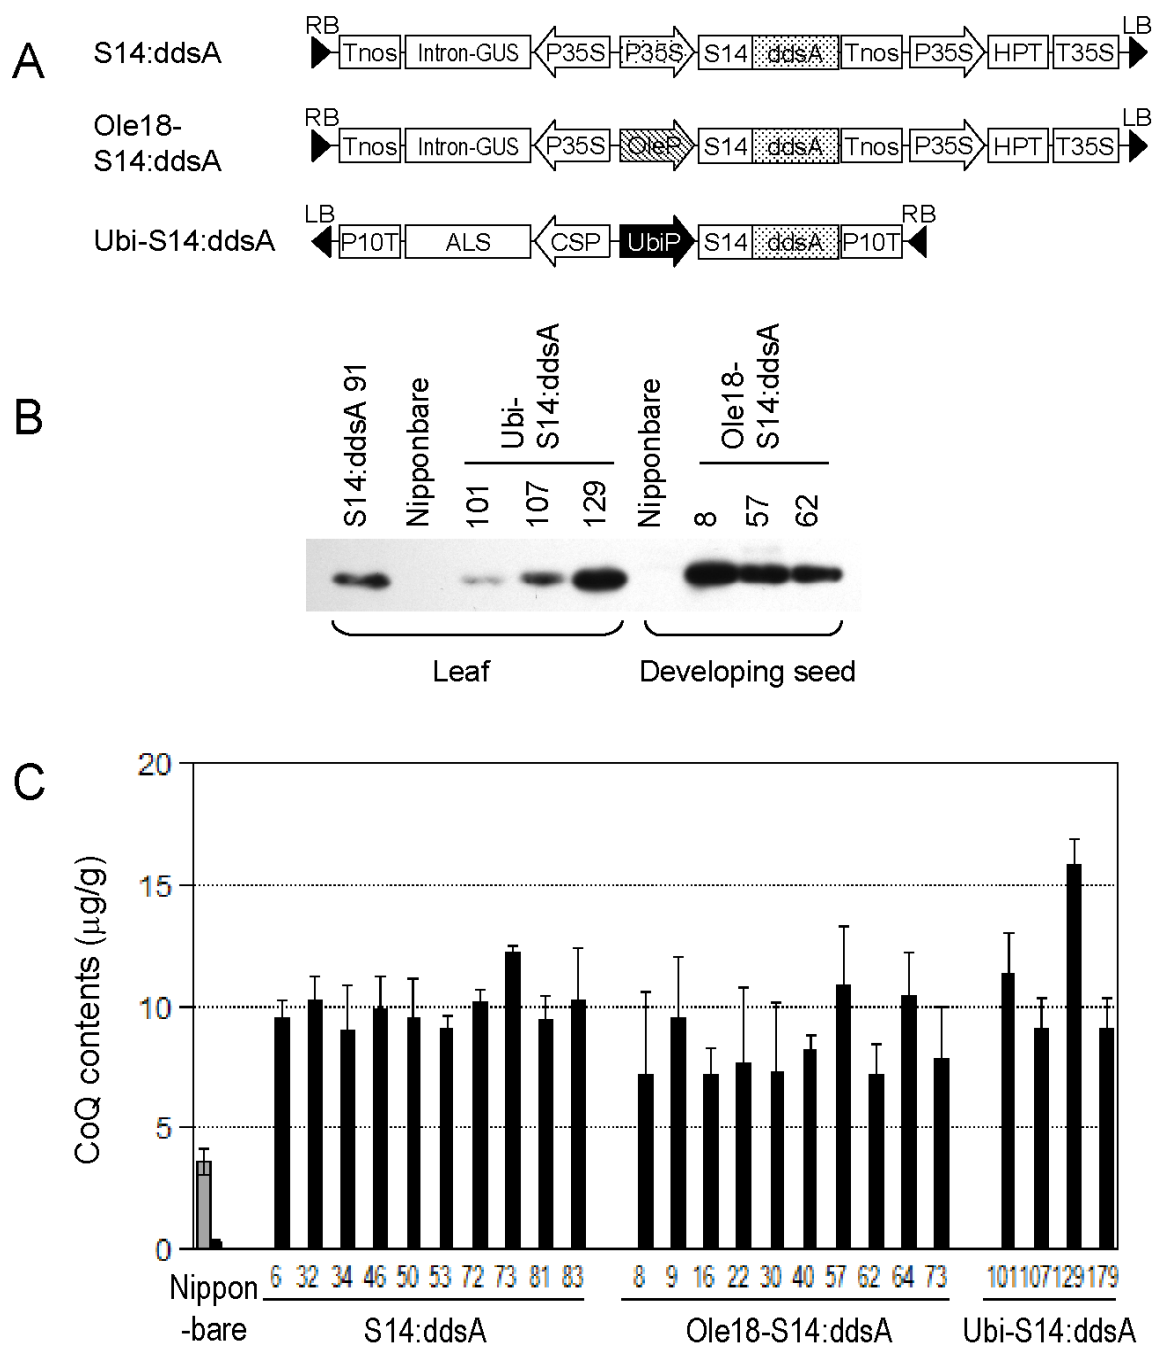 A
S14:ddsA
RB
Tnos Intron-GUS P35S P35S S14 ddsA Tnos P35S HPT T35S
LB
Ole18-
S14:ddsA
RB
Tnos Intron-GUS P35S OleP S14 ddsA Tnos P35S HPT T35S
LB
Ubi-S14:ddsA
LB
P10T ALS CSP UbiP S14 ddsA P10T
RB
B
S14:ddsA 91
Nipponbare
Ubi-
S14:ddsA
101 107 129
Nipponbare
Ole18-
S14:ddsA
8 57 62
Leaf
Developing seed
C
CoQ contents (μg/g)
20
15
10
5
0
Nippon
-bare
6 32 34 46 50 53 72 73 81 83
S14:ddsA
8 9 16 22 30 40 57 62 64 73
Ole18-S14:ddsA
101 107 129 179
Ubi-S14:ddsA